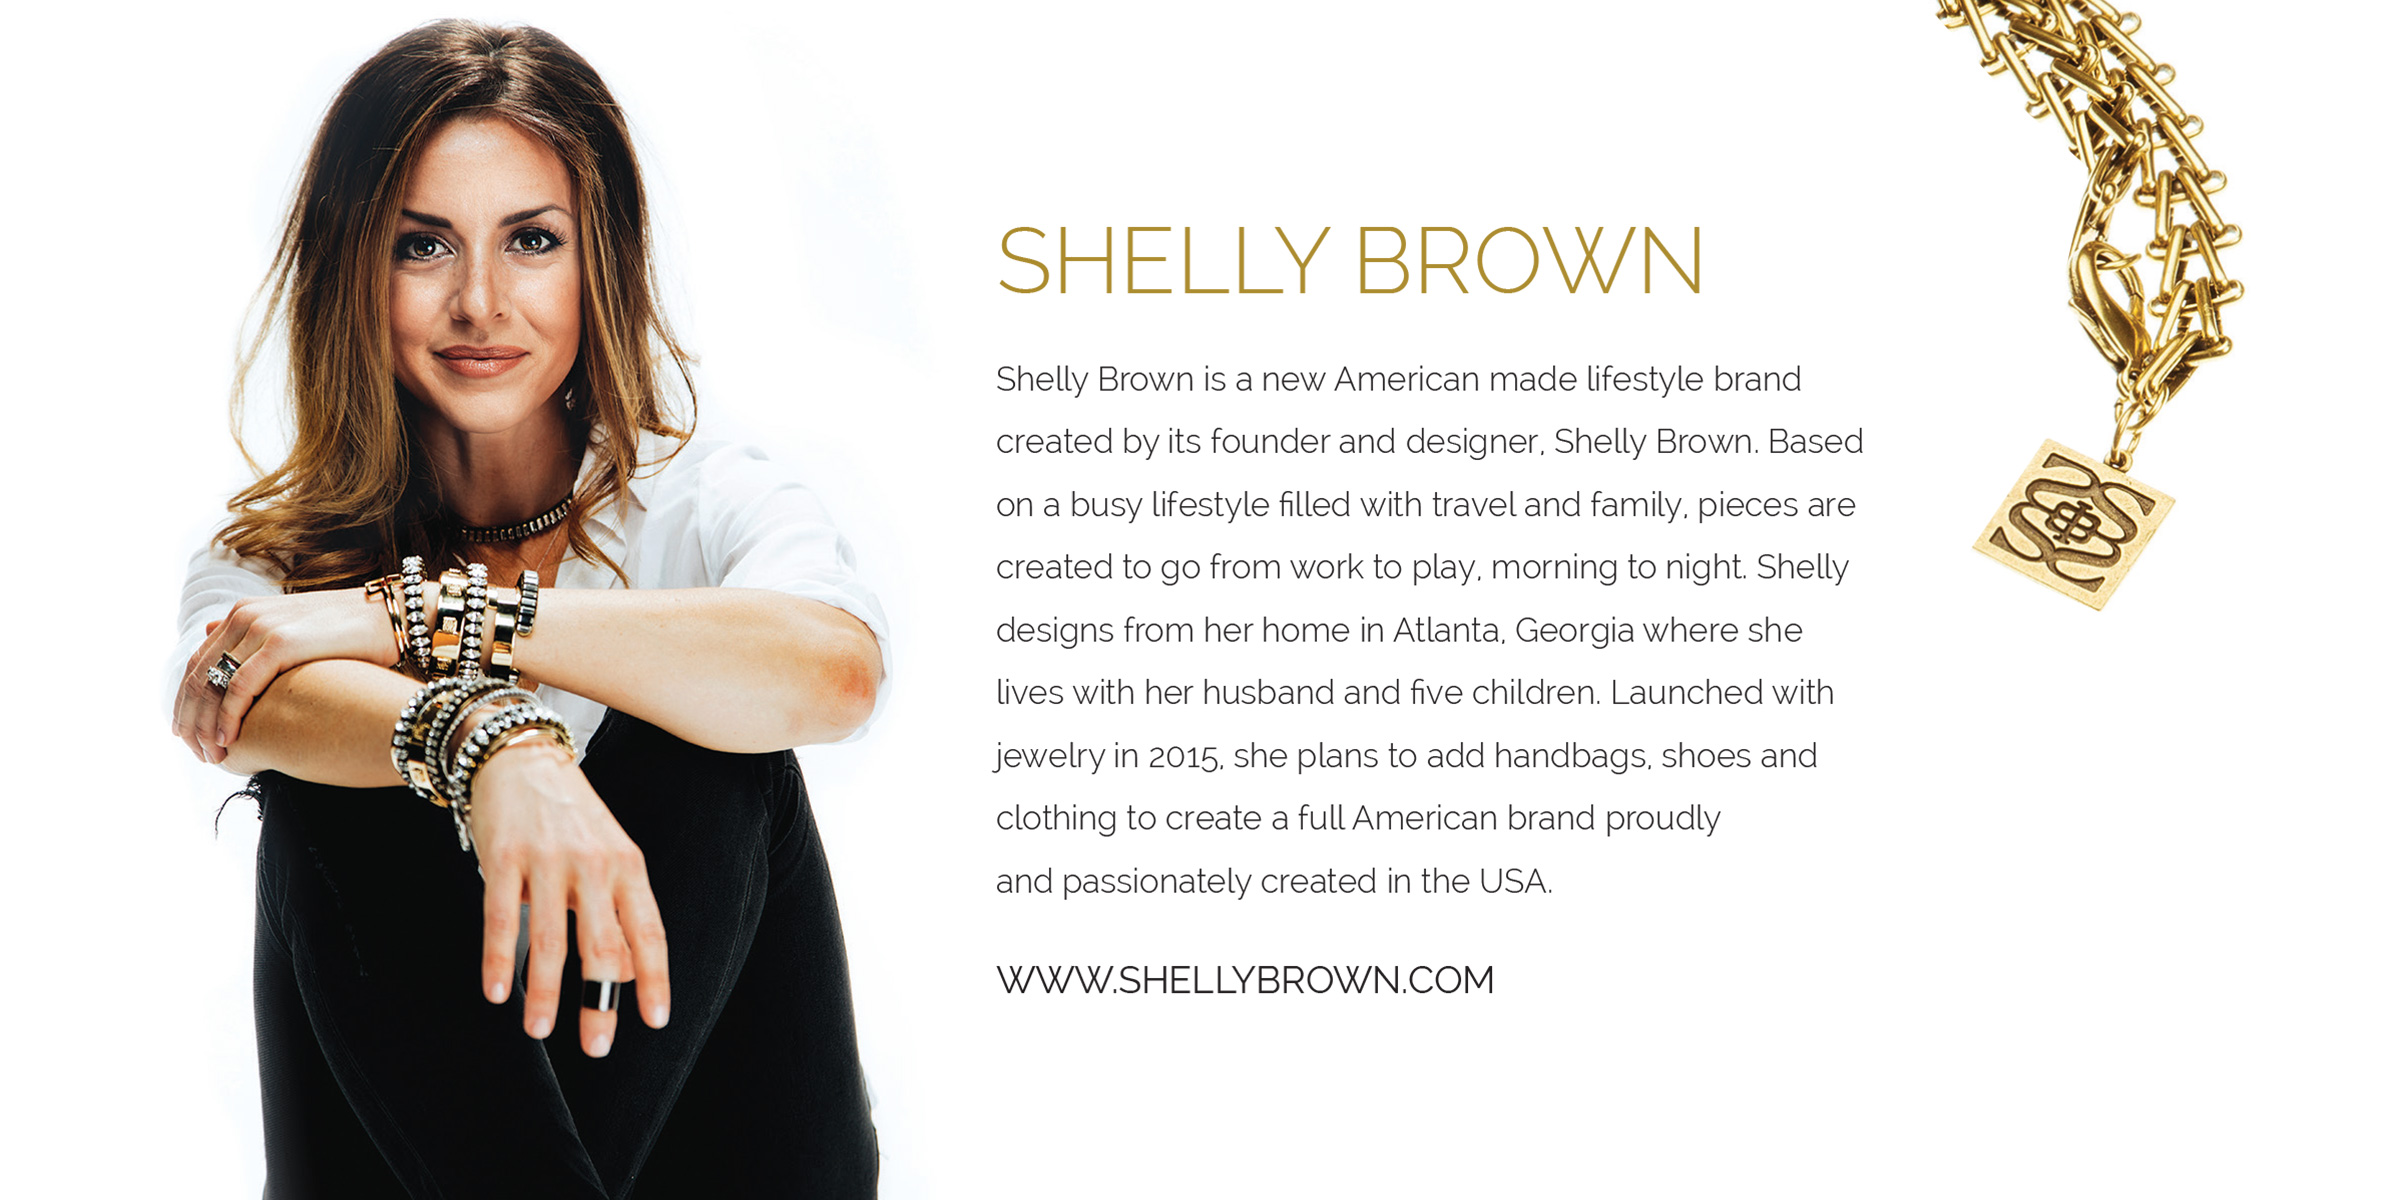 SHELLY BROWN
Shelly Brown is a new American made lifestyle brand
created by its founder and designer, Shelly Brown. Based
on a busy lifestyle filled with travel and family, pieces are
created to go from work to play, morning to night. Shelly
designs from her home in Atlanta, Georgia where she
lives with her husband and five children. Launched with
jewelry in 2015, she plans to add handbags, shoes and
clothing to create a full American brand proudly
and passionately created in the USA.
WWW.SHELLYBROWN.COM